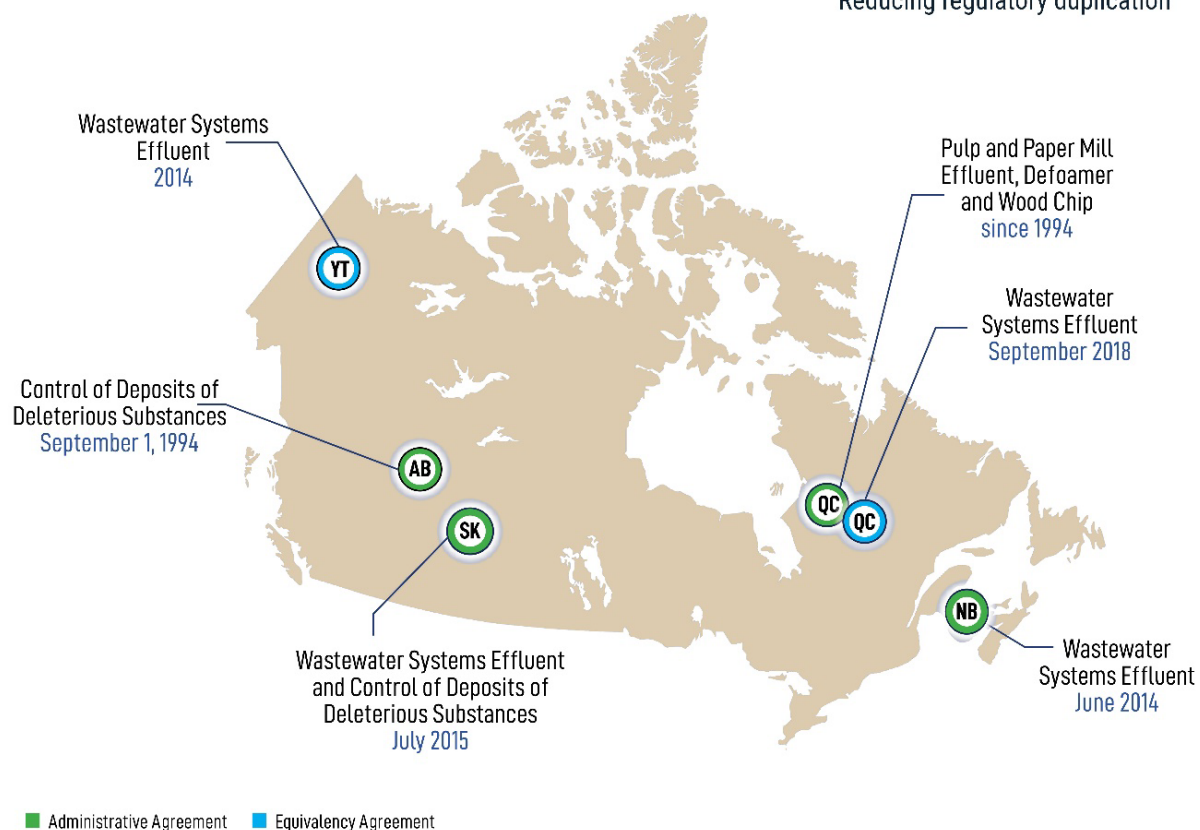 Reducing regulatory duplication
Wastewater Systems
Effluent
2014
Pulp and Paper Mill
Effluent, Defoamer
and Wood Chip
since 1994
YT
Wastewater
Systems Effluent
September 2018
Control of Deposits of
Deleterious Substances
September 1, 1994
AB
SK
QC
QC
NB
Wastewater Systems Effluent
and Control of Deposits of
Deleterious Substances
July 2015
Wastewater
Systems Effluent
June 2014
Administrative Agreement
Equivalency Agreement